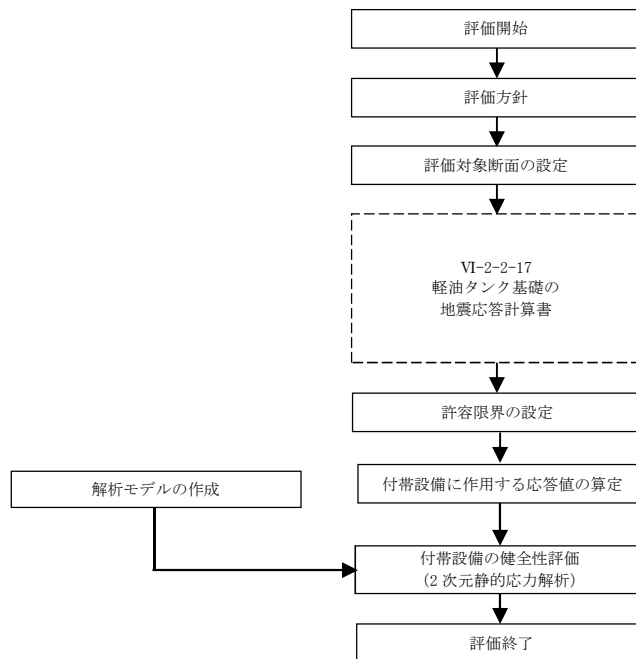 評価開始
評価方針
評価対象断面の設定
Ⅵ-2-2-17
軽油タンク基礎の
地震応答計算書
許容限界の設定
解析モデルの作成
付帯設備に作用する応答値の算定
付帯設備の健全性評価
(2 次元静的応力解析)
評価終了